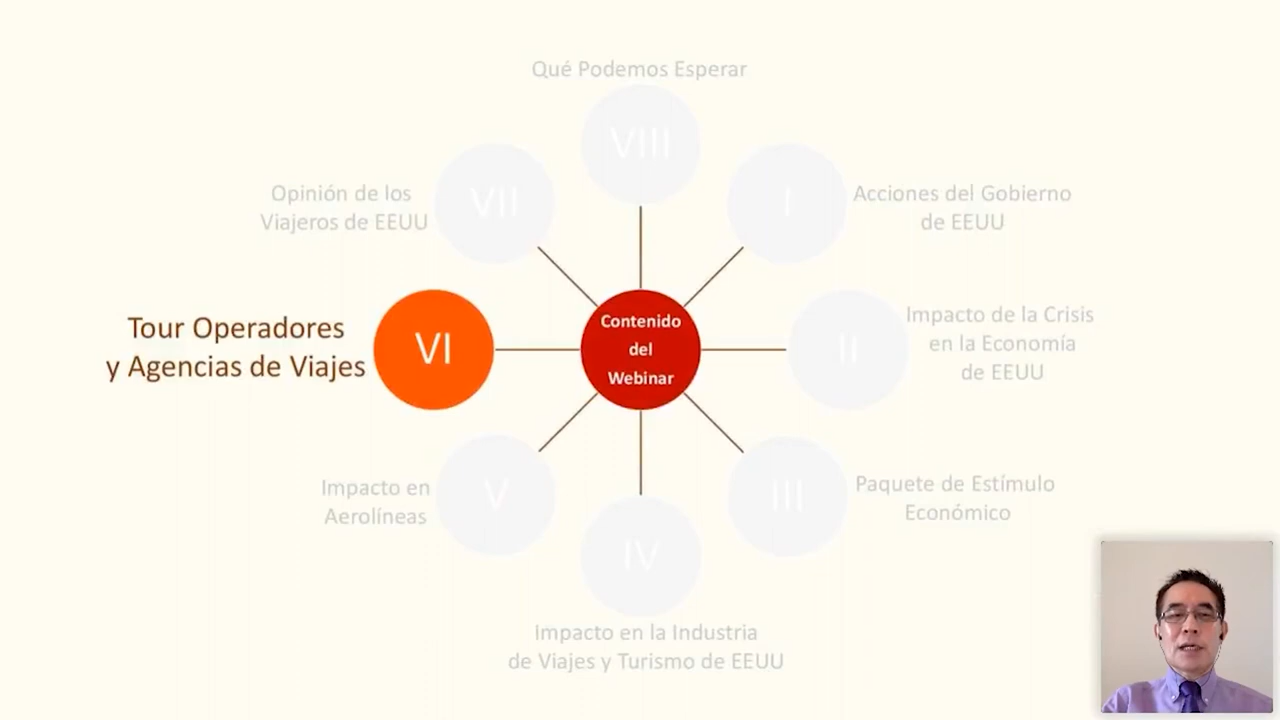 Qué Podemos Esperar
VIII
Opinión de los
Viajeros de EEUU
VII
I
Acciones del Gobierno
de EEUU
Tour Operadores
y Agencias de Viajes
VI
Contenido
del
Webinar
II
Impacto de la Crisis
en la Economía
de EEUU
Impacto en
Aerolíneas
V
III
Paquete de Estímulo
Económico
IV
Impacto en la Industria
de Viajes y Turismo de EEUU